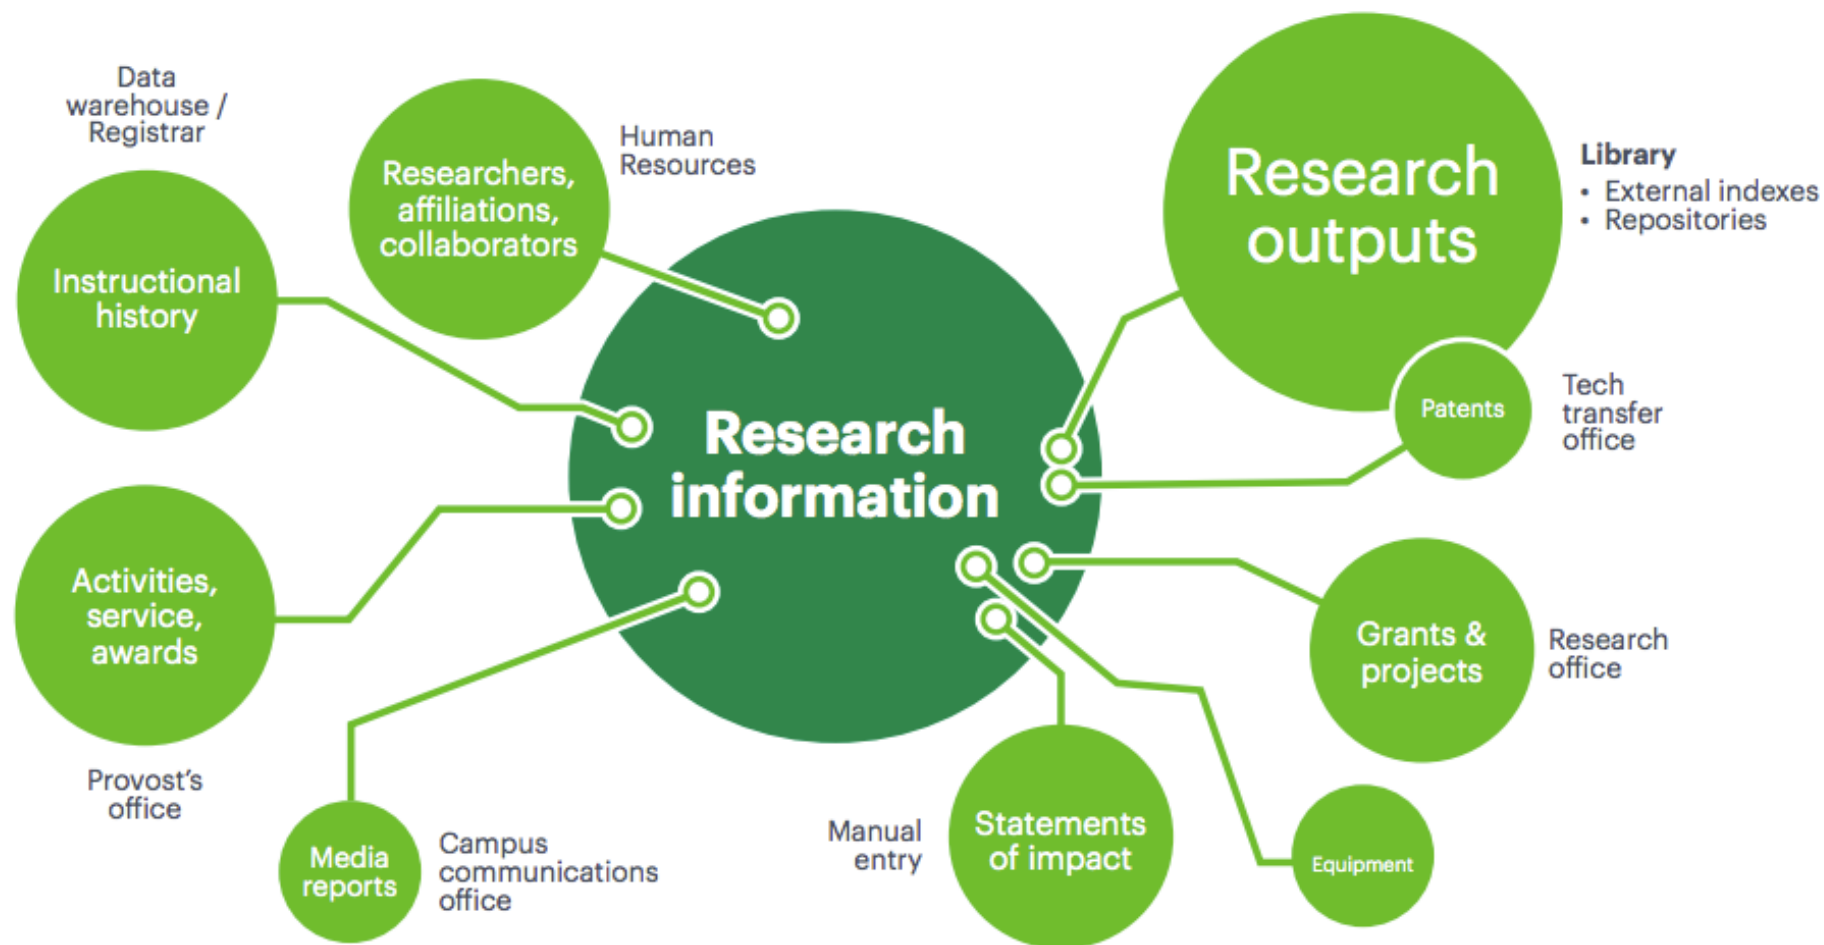 Data
warehouse /
Registrar
Instructional
history
Researchers,
affiliations,
collaborators
Human
Resources
Research
outputs
Library
• External indexes
• Repositories
Patents
Tech
transfer
office
Research
information
Activities,
service,
awards
Provost’s
office
Media
reports
Campus
communications
office
Manual
entry
Statements
of impact
Grants &
projects
Research
office
Equipment